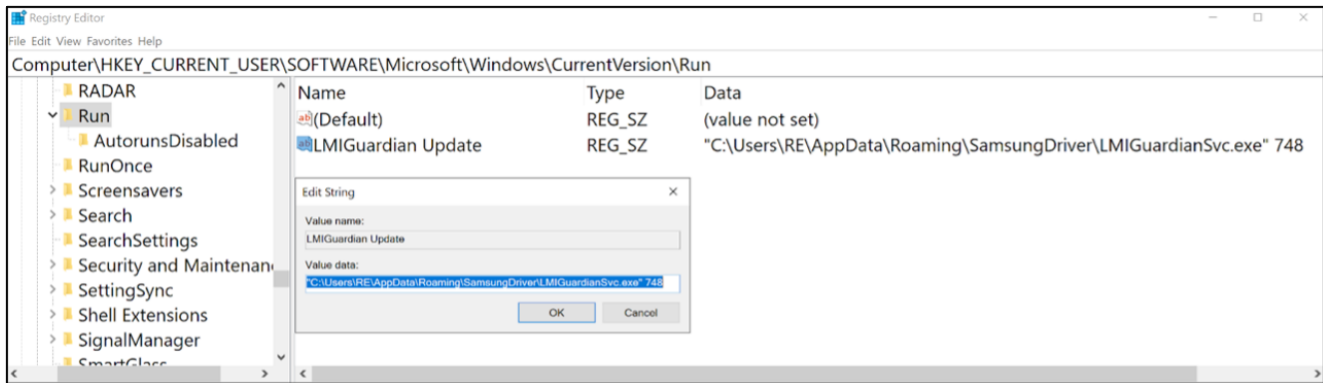 Registry Editor
File Edit View Favorites Help
Computer\HKEY_CURRENT_USER\SOFTWARE\Microsoft\Windows\CurrentVersion\Run
RADAR
Run
AutorunsDisabled
RunOnce
Screensavers
Search
SearchSettings
Security and Maintenan
SettingSync
Shell Extensions
SignalManager
SmartGlass
Name Type Data
ab (Default) REG_SZ (value not set)
ab LMIGuardian Update REG_SZ "C:\Users\RE\AppData\Roaming\SamsungDriver\LMIGuardianSvc.exe" 748
Edit String
Value name:
LMIGuardian Update
Value data:
"C:\Users\RE\AppData\Roaming\SamsungDriver\LMIGuardianSvc.exe" 748
OK Cancel